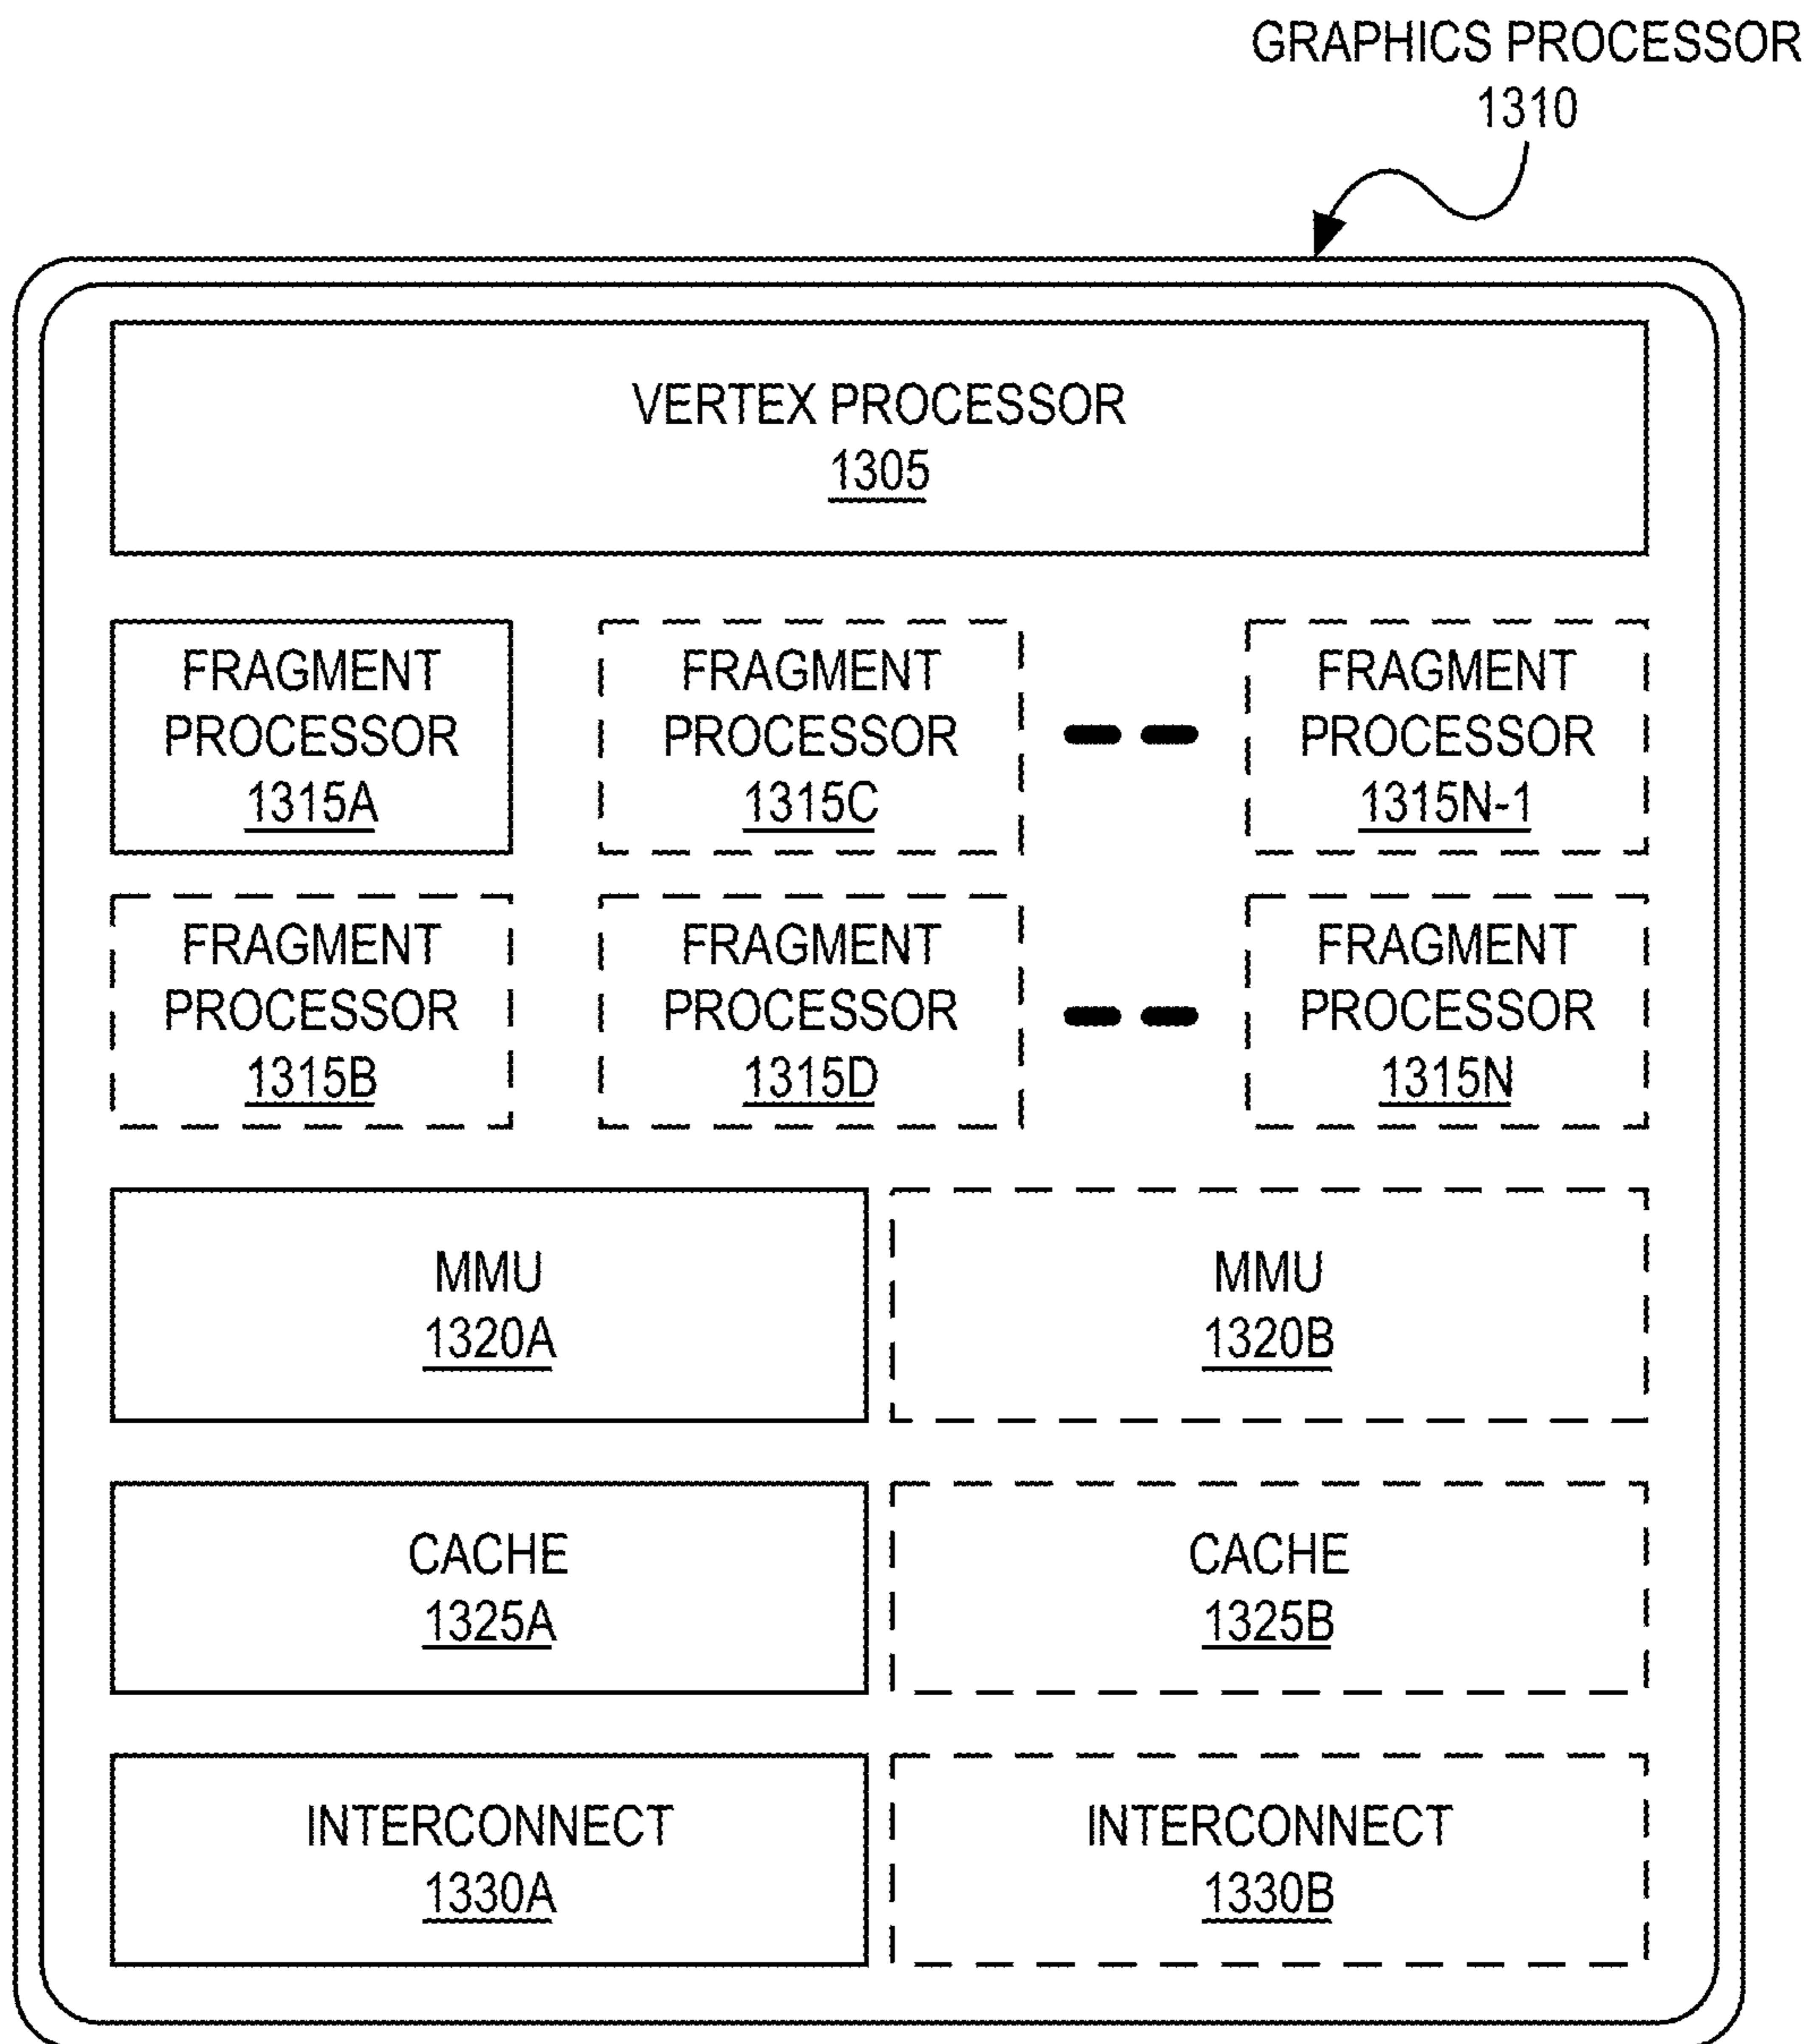 GRAPHICS PROCESSOR
1310
VERTEX PROCESSOR
1305
FRAGMENT
PROCESSOR
1315A
FRAGMENT
PROCESSOR
1315C
FRAGMENT
PROCESSOR
1315N-1
FRAGMENT
PROCESSOR
1315B
FRAGMENT
PROCESSOR
1315D
FRAGMENT
PROCESSOR
1315N
MMU
1320A
MMU
1320B
CACHE
1325A
CACHE
1325B
INTERCONNECT
1330A
INTERCONNECT
1330B